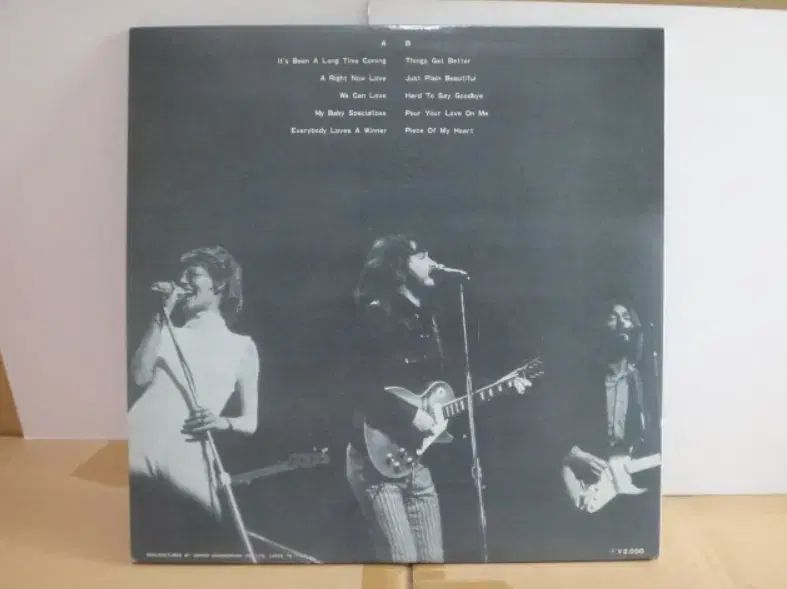 A B
It's Been A Long Time Coming
A Right Now Love
We Can Love
My Baby Specializes
Everybody Loves A Winner
Things Get Better
Just Plain Beautiful
Hard To Say Goodbye
Pour Your Love On Me
Piece Of My Heart
MANUFACTURED BY
¥2,000